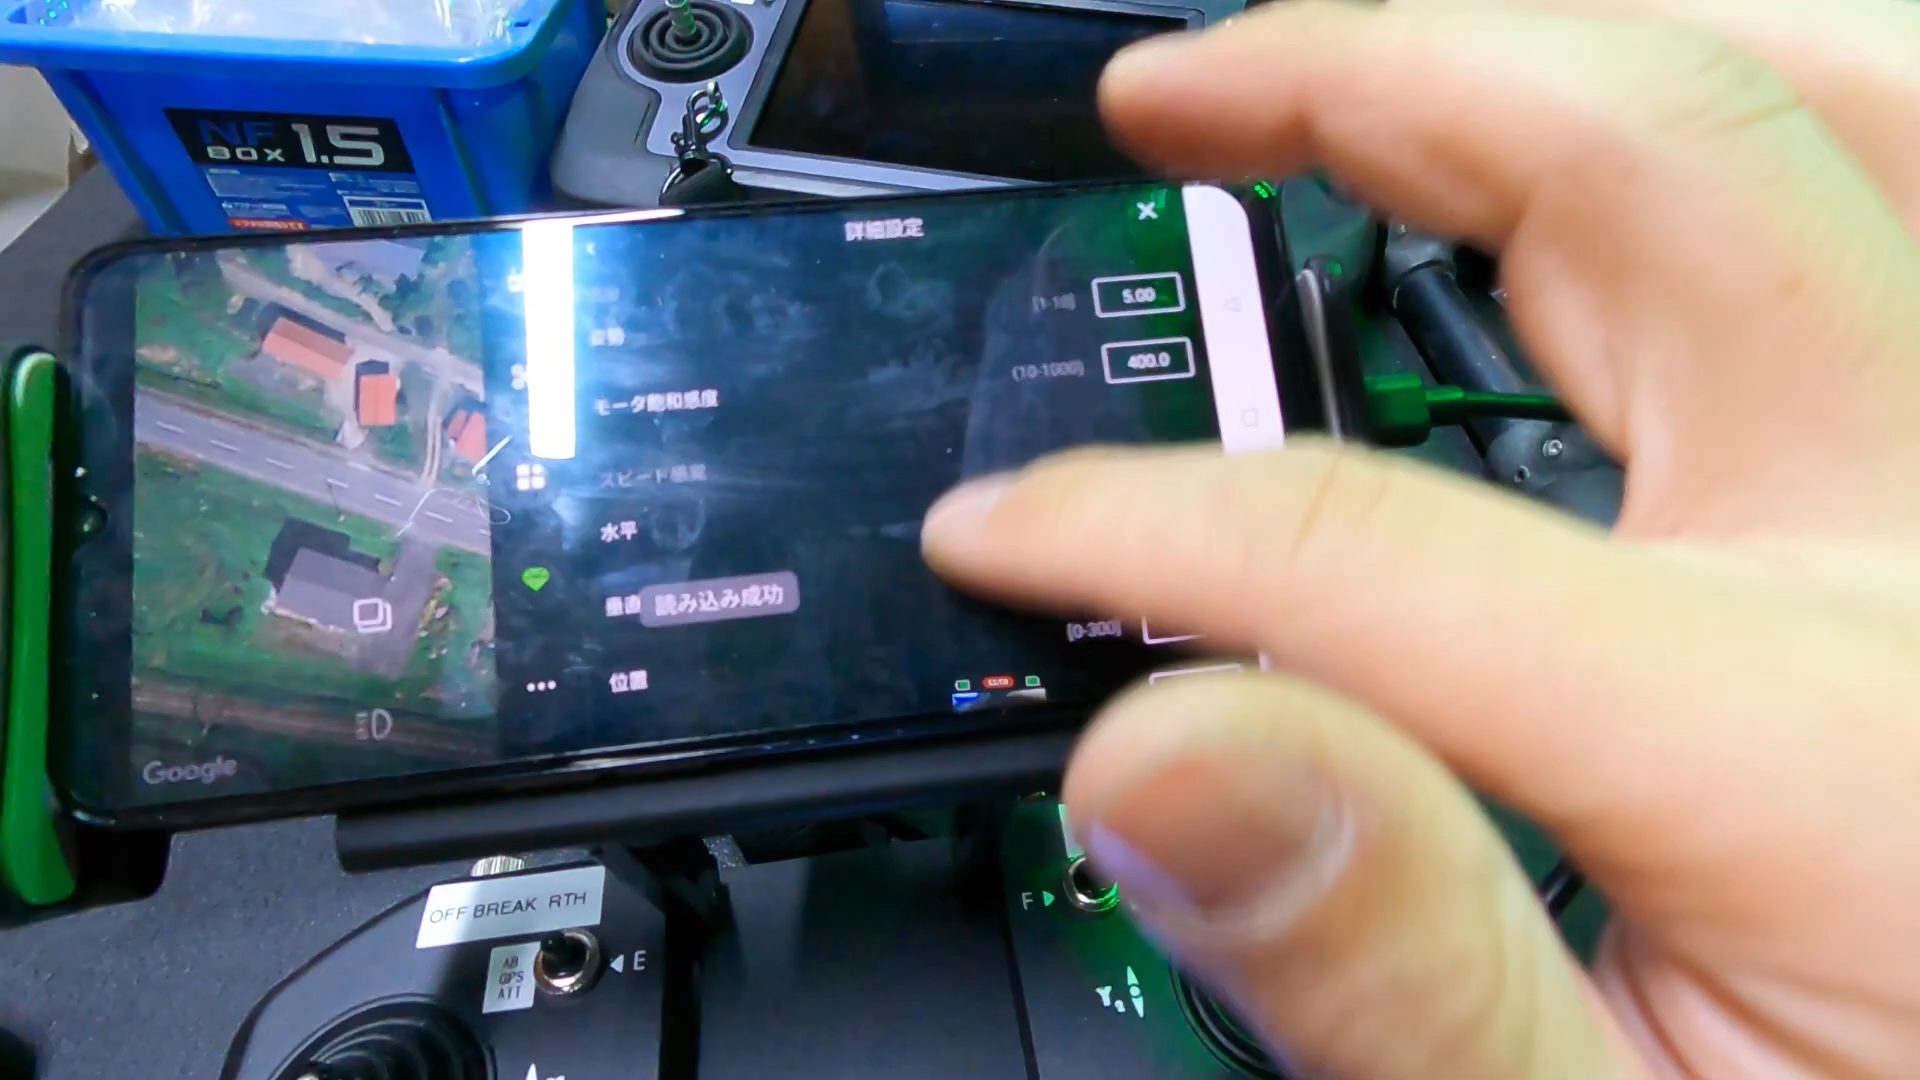 NF
BOX 1.5
詳細設定
[1-10] 5.00
姿勢
(10-1000) 400.0
モータ飽和感度
スピード感覚
水平
垂直
読み込み成功
[0-300]
位置
Google
OFF BREAK RTH
E
AB
GPS
ATT
F